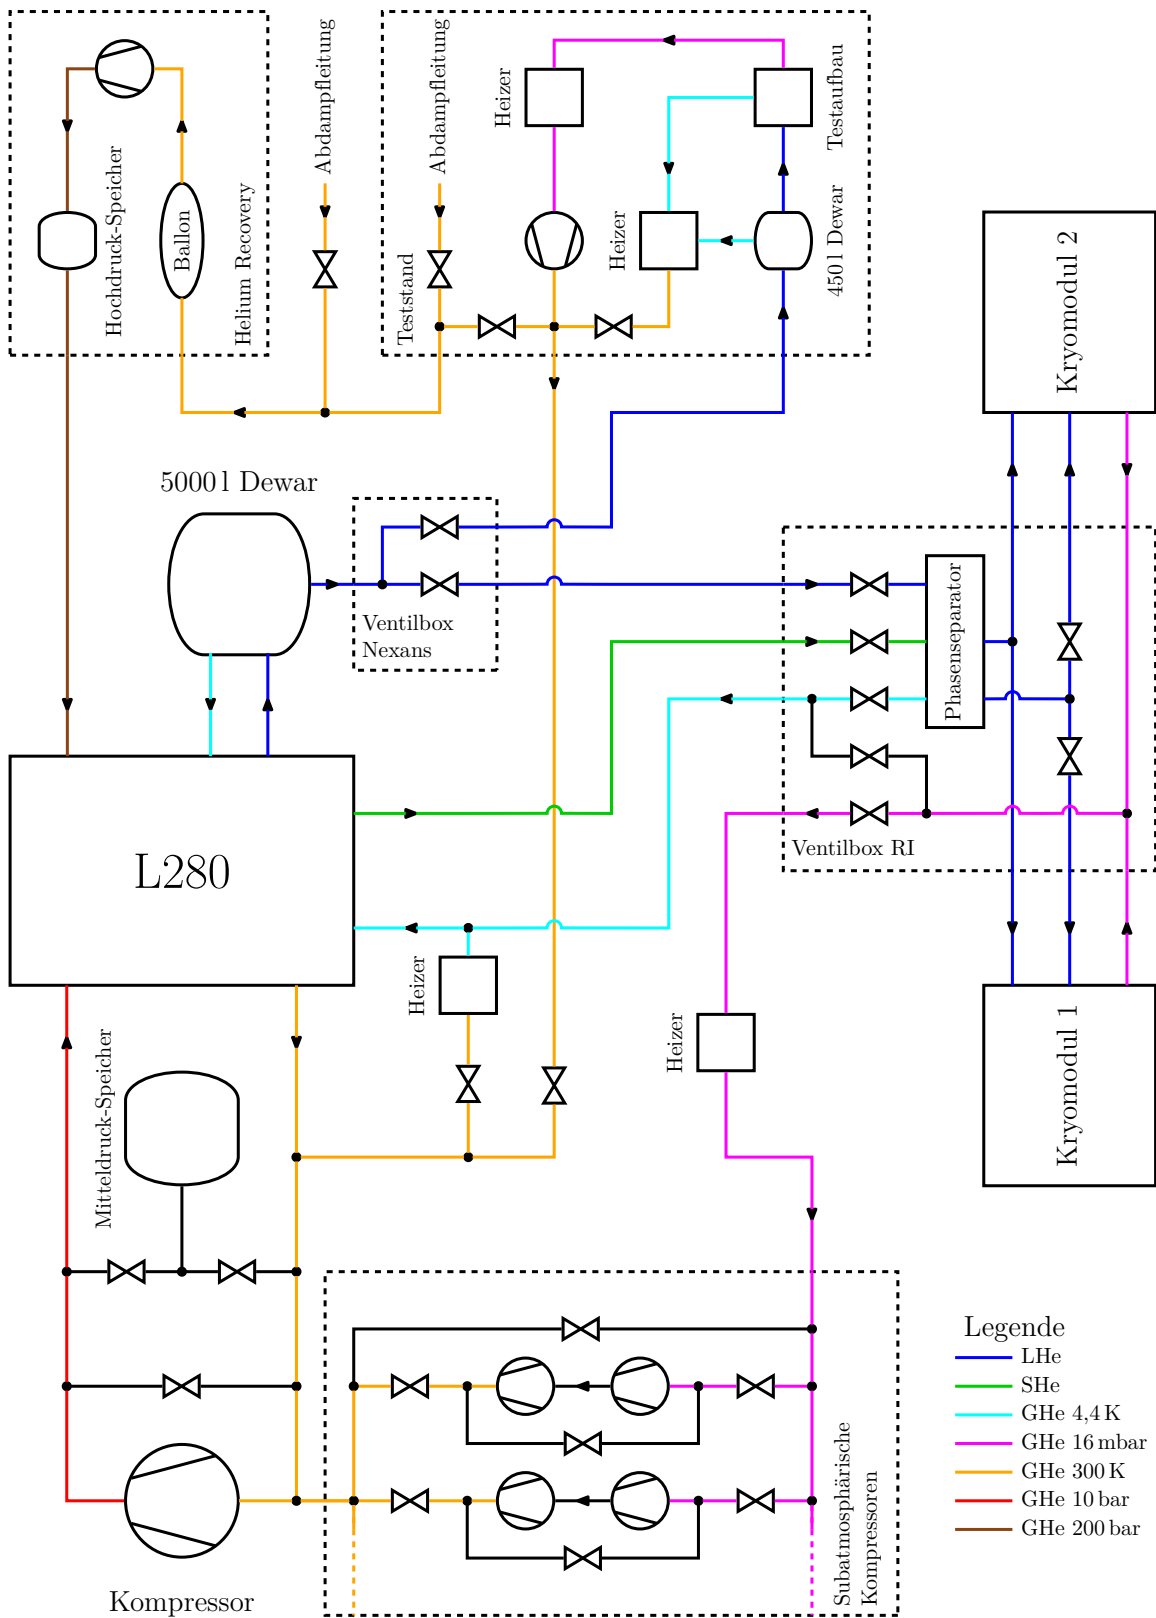 Hochdruck-Speicher
Ballon
Helium Recovery
Abdampfleitung
Abdampfleitung
Teststand
Heizer
Heizer
Testaufbau
450 l Dewar
Kryomodul 2
5000 l Dewar
Ventilbox
Nexans
Phasenseparator
Ventilbox RI
L280
Heizer
Heizer
Kryomodul 1
Mitteldruck-Speicher
Kompressor
Subatmosphärische
Kompressoren
Legende
LHe
SHe
GHe 4,4 K
GHe 16 mbar
GHe 300 K
GHe 10 bar
GHe 200 bar